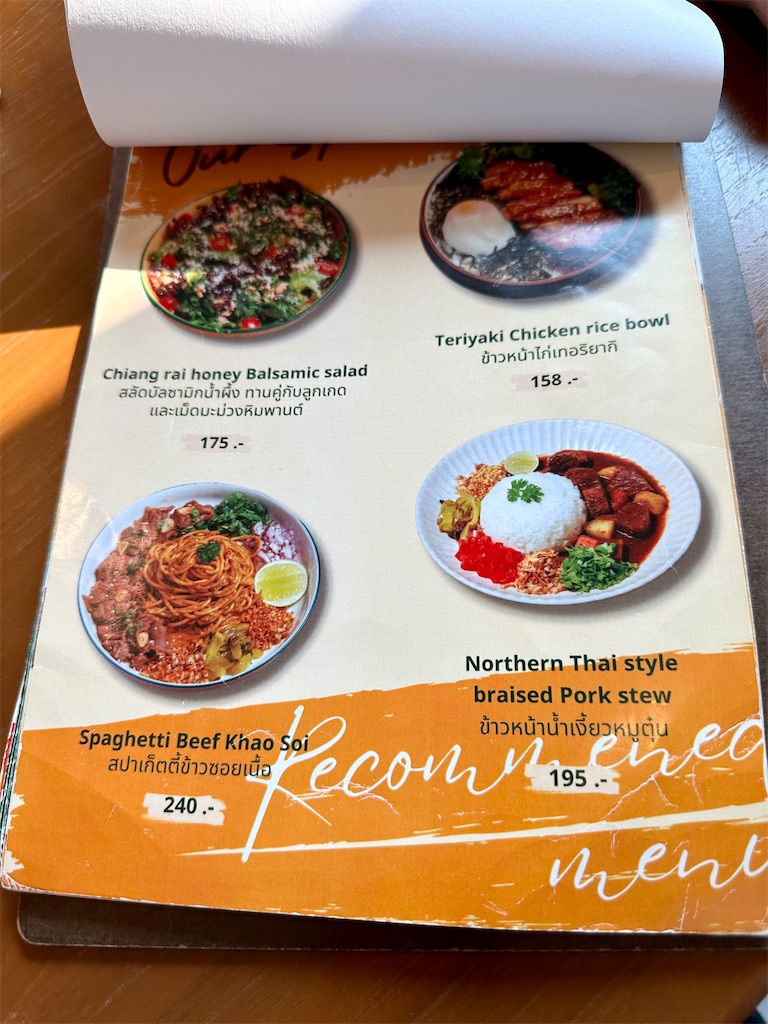 Our
Chiang rai honey Balsamic salad
สลัดบัลซามิกน้ำผึ้ง ทานคู่กับลูกเกด
และเม็ดมะม่วงหิมพานต์
175 .-
Teriyaki Chicken rice bowl
ข้าวหน้าไก่เทอริยากิ
158 .-
Spaghetti Beef Khao Soi
สปาเก็ตตี้ข้าวซอยเนื้อ
240 .-
Northern Thai style
braised Pork stew
ข้าวหน้าน้ำเงี้ยวหมูตุ๋น
195 .-
Recommened
menu